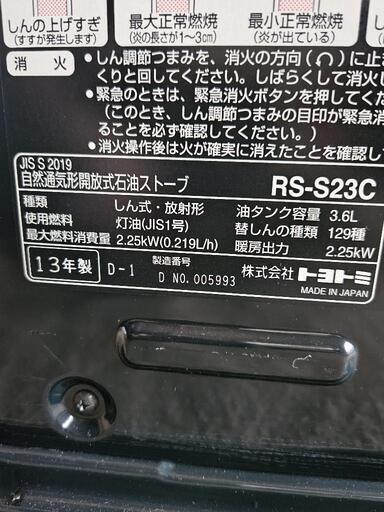 しんの上げすぎ
(すすが発生します)
最大正常燃焼
(炎の長さが1〜3cm)
最小正常燃焼
(炎が出ている)
消　火
●しん調節つまみを、消火の方向(
くりと回してください。しばらくして消火し
●緊急のときは、緊急消火ボタンを押してくだ
(このとき、しん調節つまみの目印が緊急
ことを必ず確認してください。)
●消火操作後は火が確実に消えたことを確
JIS S 2019
自然通気形開放式石油ストーブ RS-S23C
種類 しん式・放射形 油タンク容量 3.6L
使用燃料 灯油(JIS1号) 替しんの種類 129種
最大燃料消費量 2.25kW(0.219L/h) 暖房出力 2.25kW
13年製 D-1 製造番号 D NO.005993 株式会社トヨトミ
MADE IN JAPAN